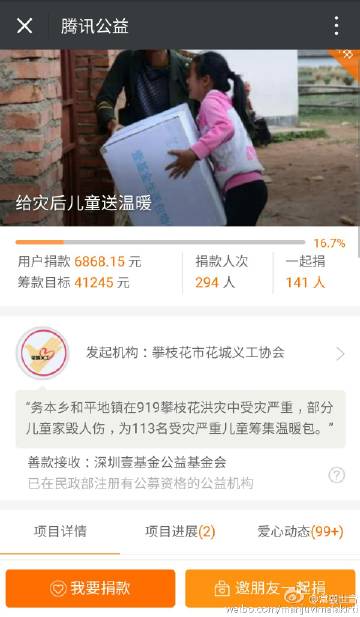 腾讯公益
给灾后儿童送温暖
16.7%
用户捐款 6868.15 元
捐款人次
一起捐
筹款目标 41245 元
294 人
141 人
发起机构：攀枝花市花城义工协会
“务本乡和平地镇在919攀枝花洪灾中受灾严重，部分
儿童家毁人伤，为113名受灾严重儿童筹集温暖包。”
善款接收：深圳壹基金公益基金会
已在民政部注册有公募资格的公益机构
?
项目详情
项目进展(2)
爱心动态(99+)
我要捐款
邀朋友一起捐